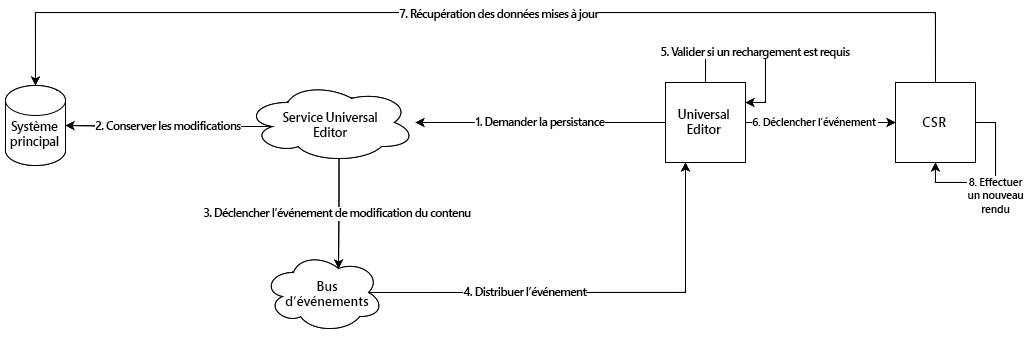 7. Récupération des données mises à jour
5. Valider si un rechargement est requis
Système
principal
2. Conserver les modifications
Service Universal
Editor
1. Demander la persistance
Universal
Editor
6. Déclencher l’événement
CSR
8. Effectuer
un nouveau
rendu
3. Déclencher l’événement de modification du contenu
Bus
d’événements
4. Distribuer l’événement